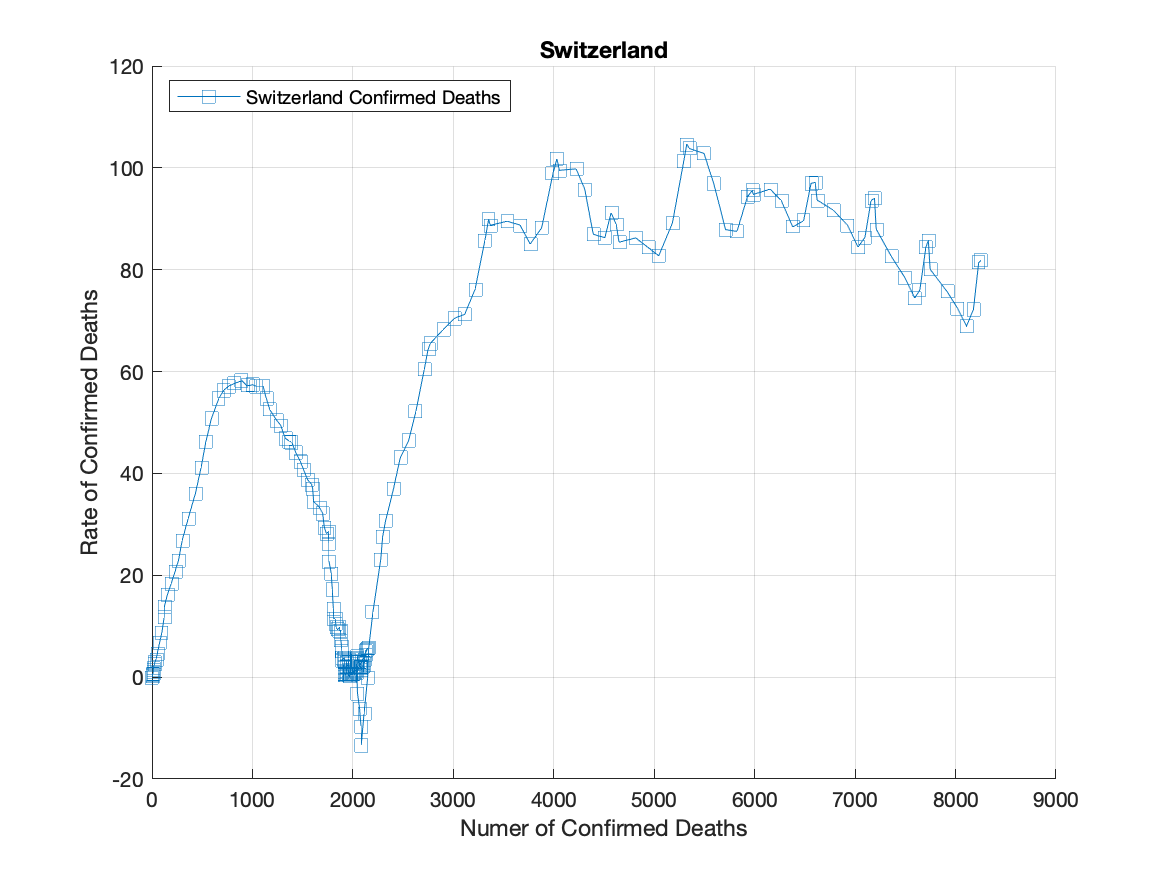 Switzerland
Switzerland Confirmed Deaths
120
100
80
60
40
20
0
-20
Rate of Confirmed Deaths
0 1000 2000 3000 4000 5000 6000 7000 8000 9000
Numer of Confirmed Deaths